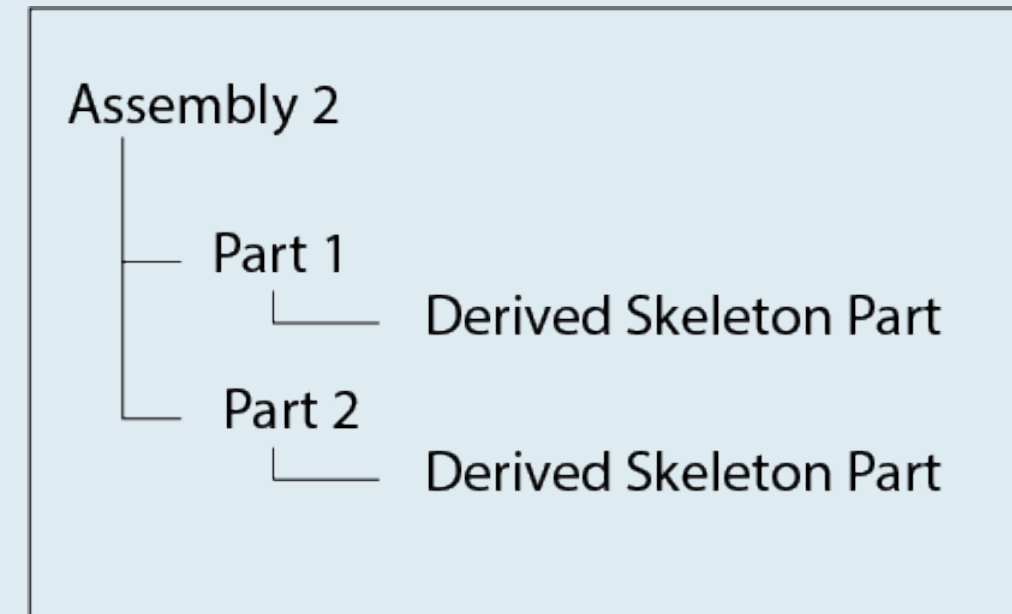 Assembly 2
Part 1
Derived Skeleton Part
Part 2
Derived Skeleton Part